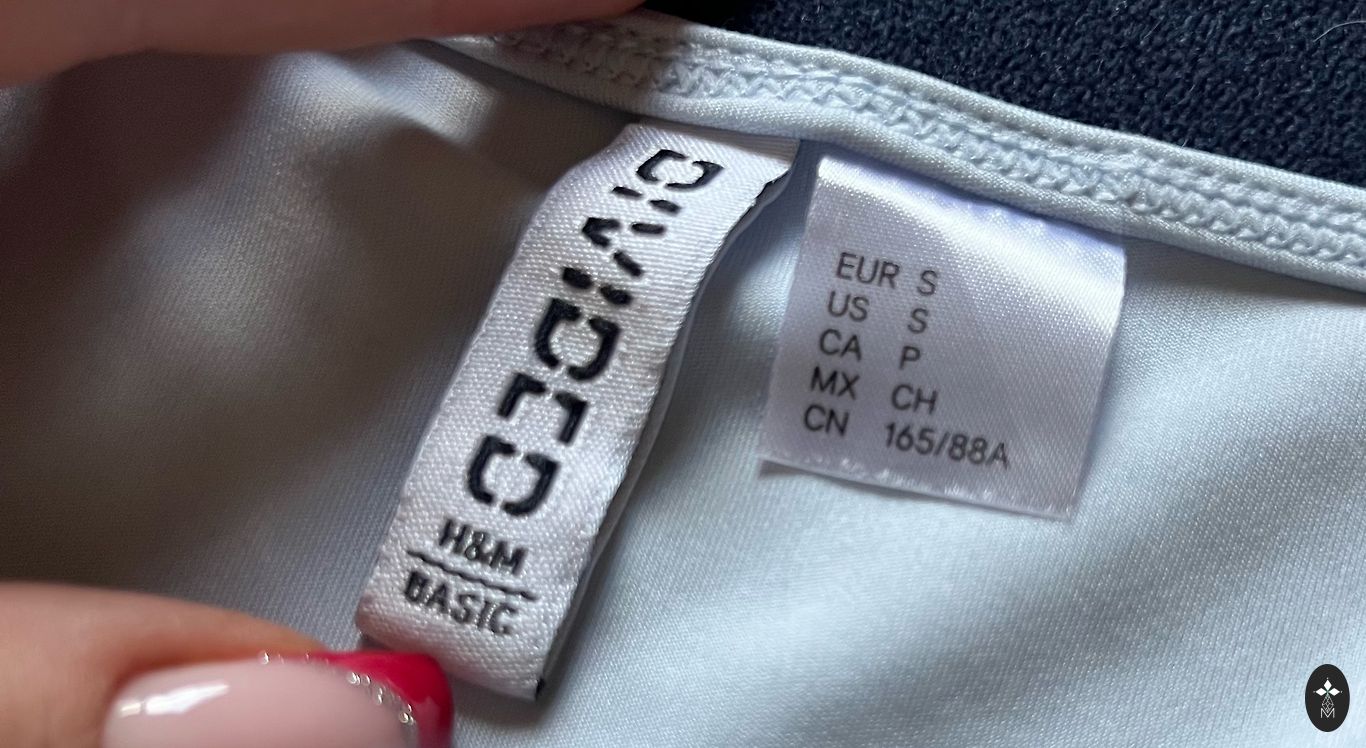 DIVIDED
H&M
BASIC
EUR S
US S
CA P
MX CH
CN 165/88A